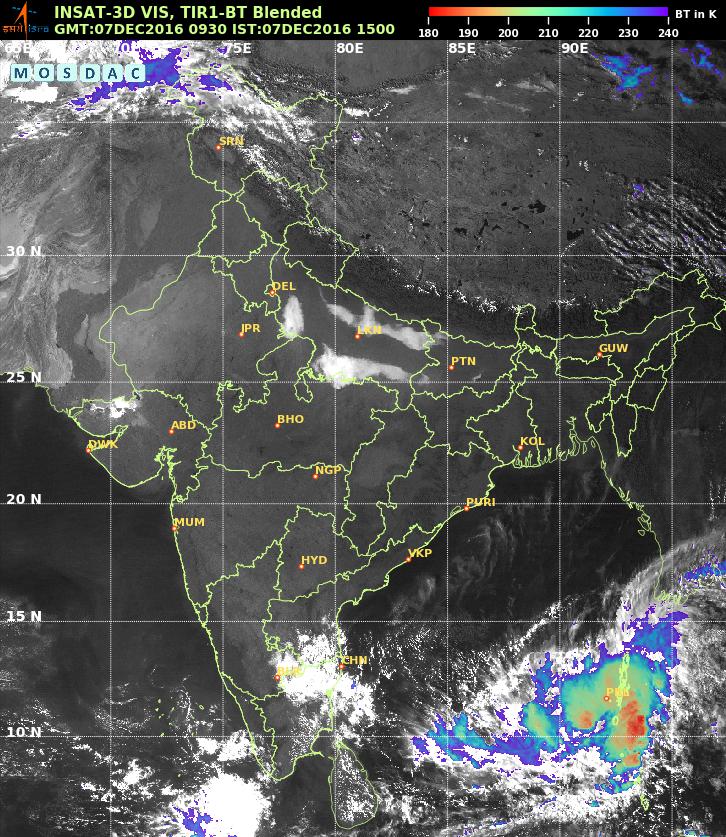 INSAT-3D VIS, TIR1-BT Blended
GMT:07DEC2016 0930 IST:07DEC2016 1500
BT in K
180 190 200 210 220 230 240
65E 70E 75E 80E 85E 90E
MOSDAC
SRN
30 N
DEL
JPR LKN
GUW
PTN
25 N
ABD BHO
DWK KOL
NGP
20 N
PURI
MUM
VKP
HYD
15 N
CHN
10 N